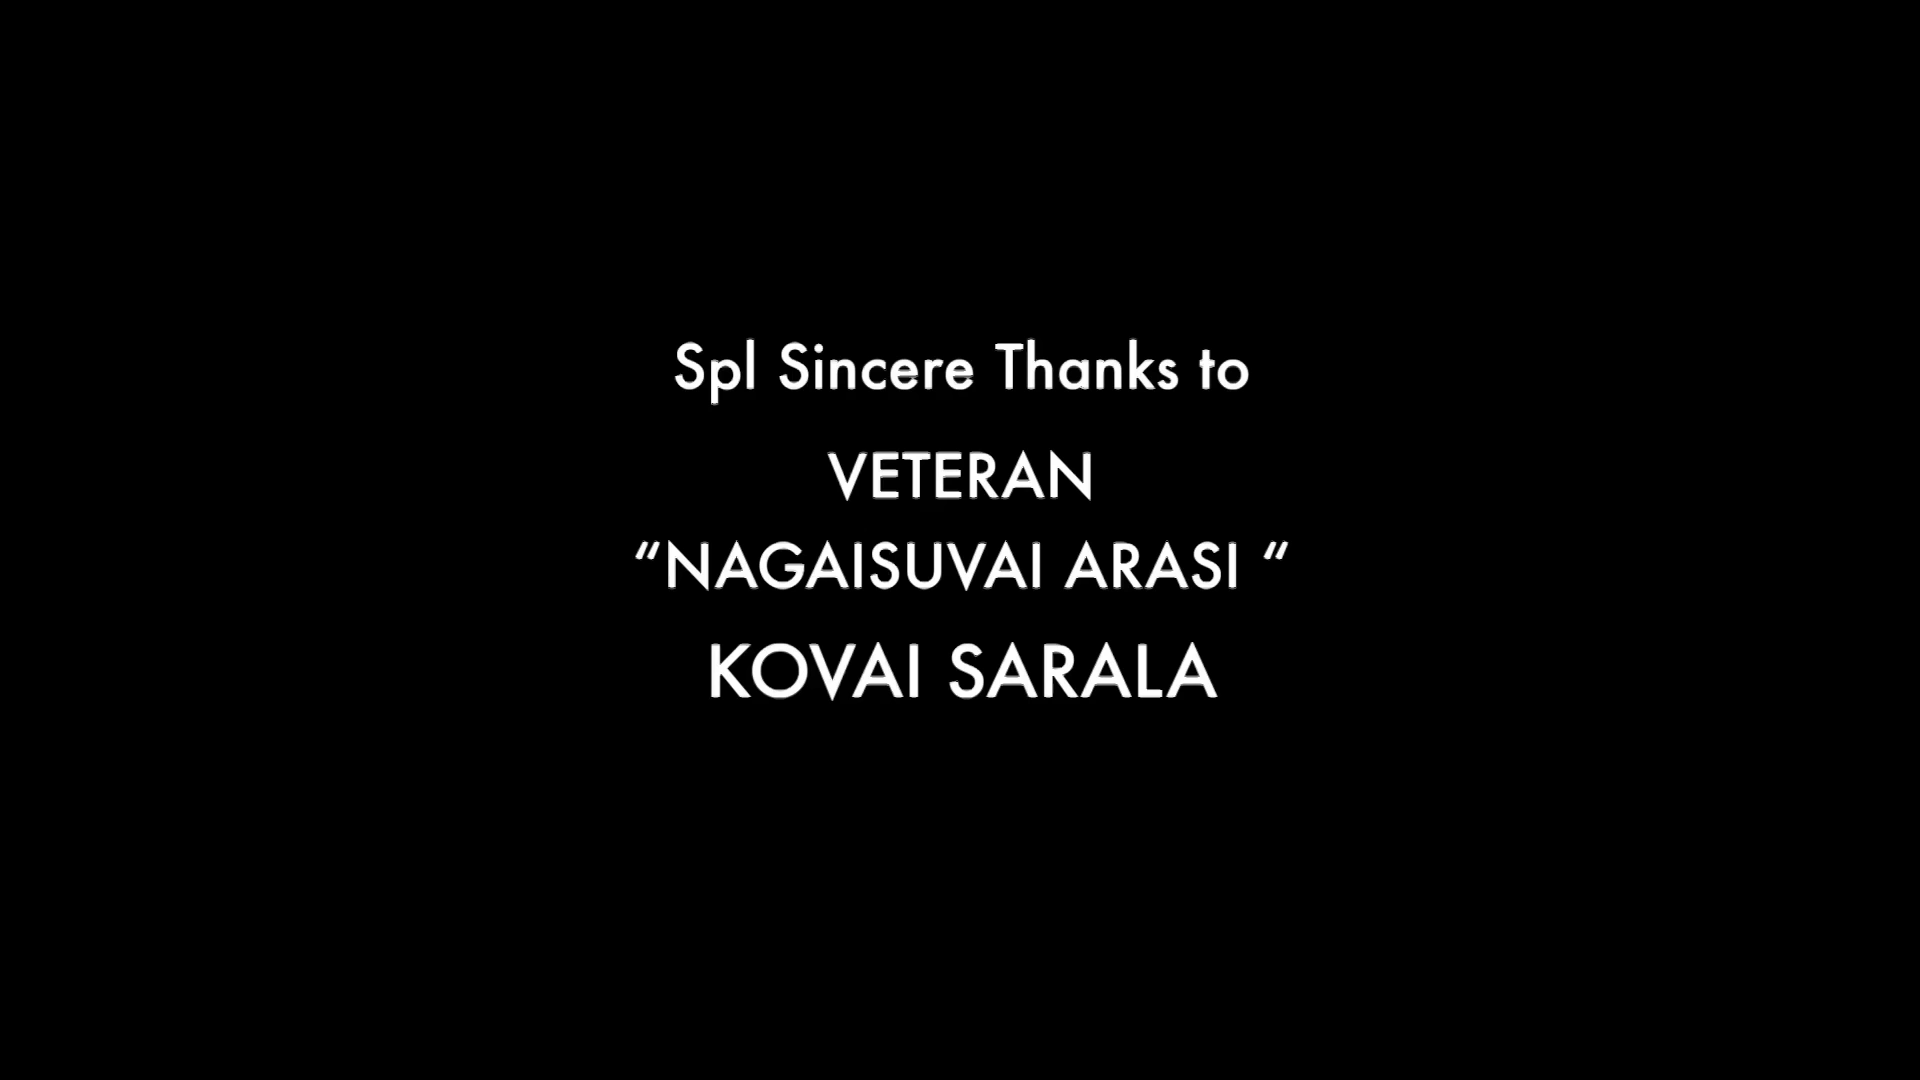 Spl Sincere Thanks to
VETERAN
“NAGAISUVAI ARASI “
KOVAI SARALA